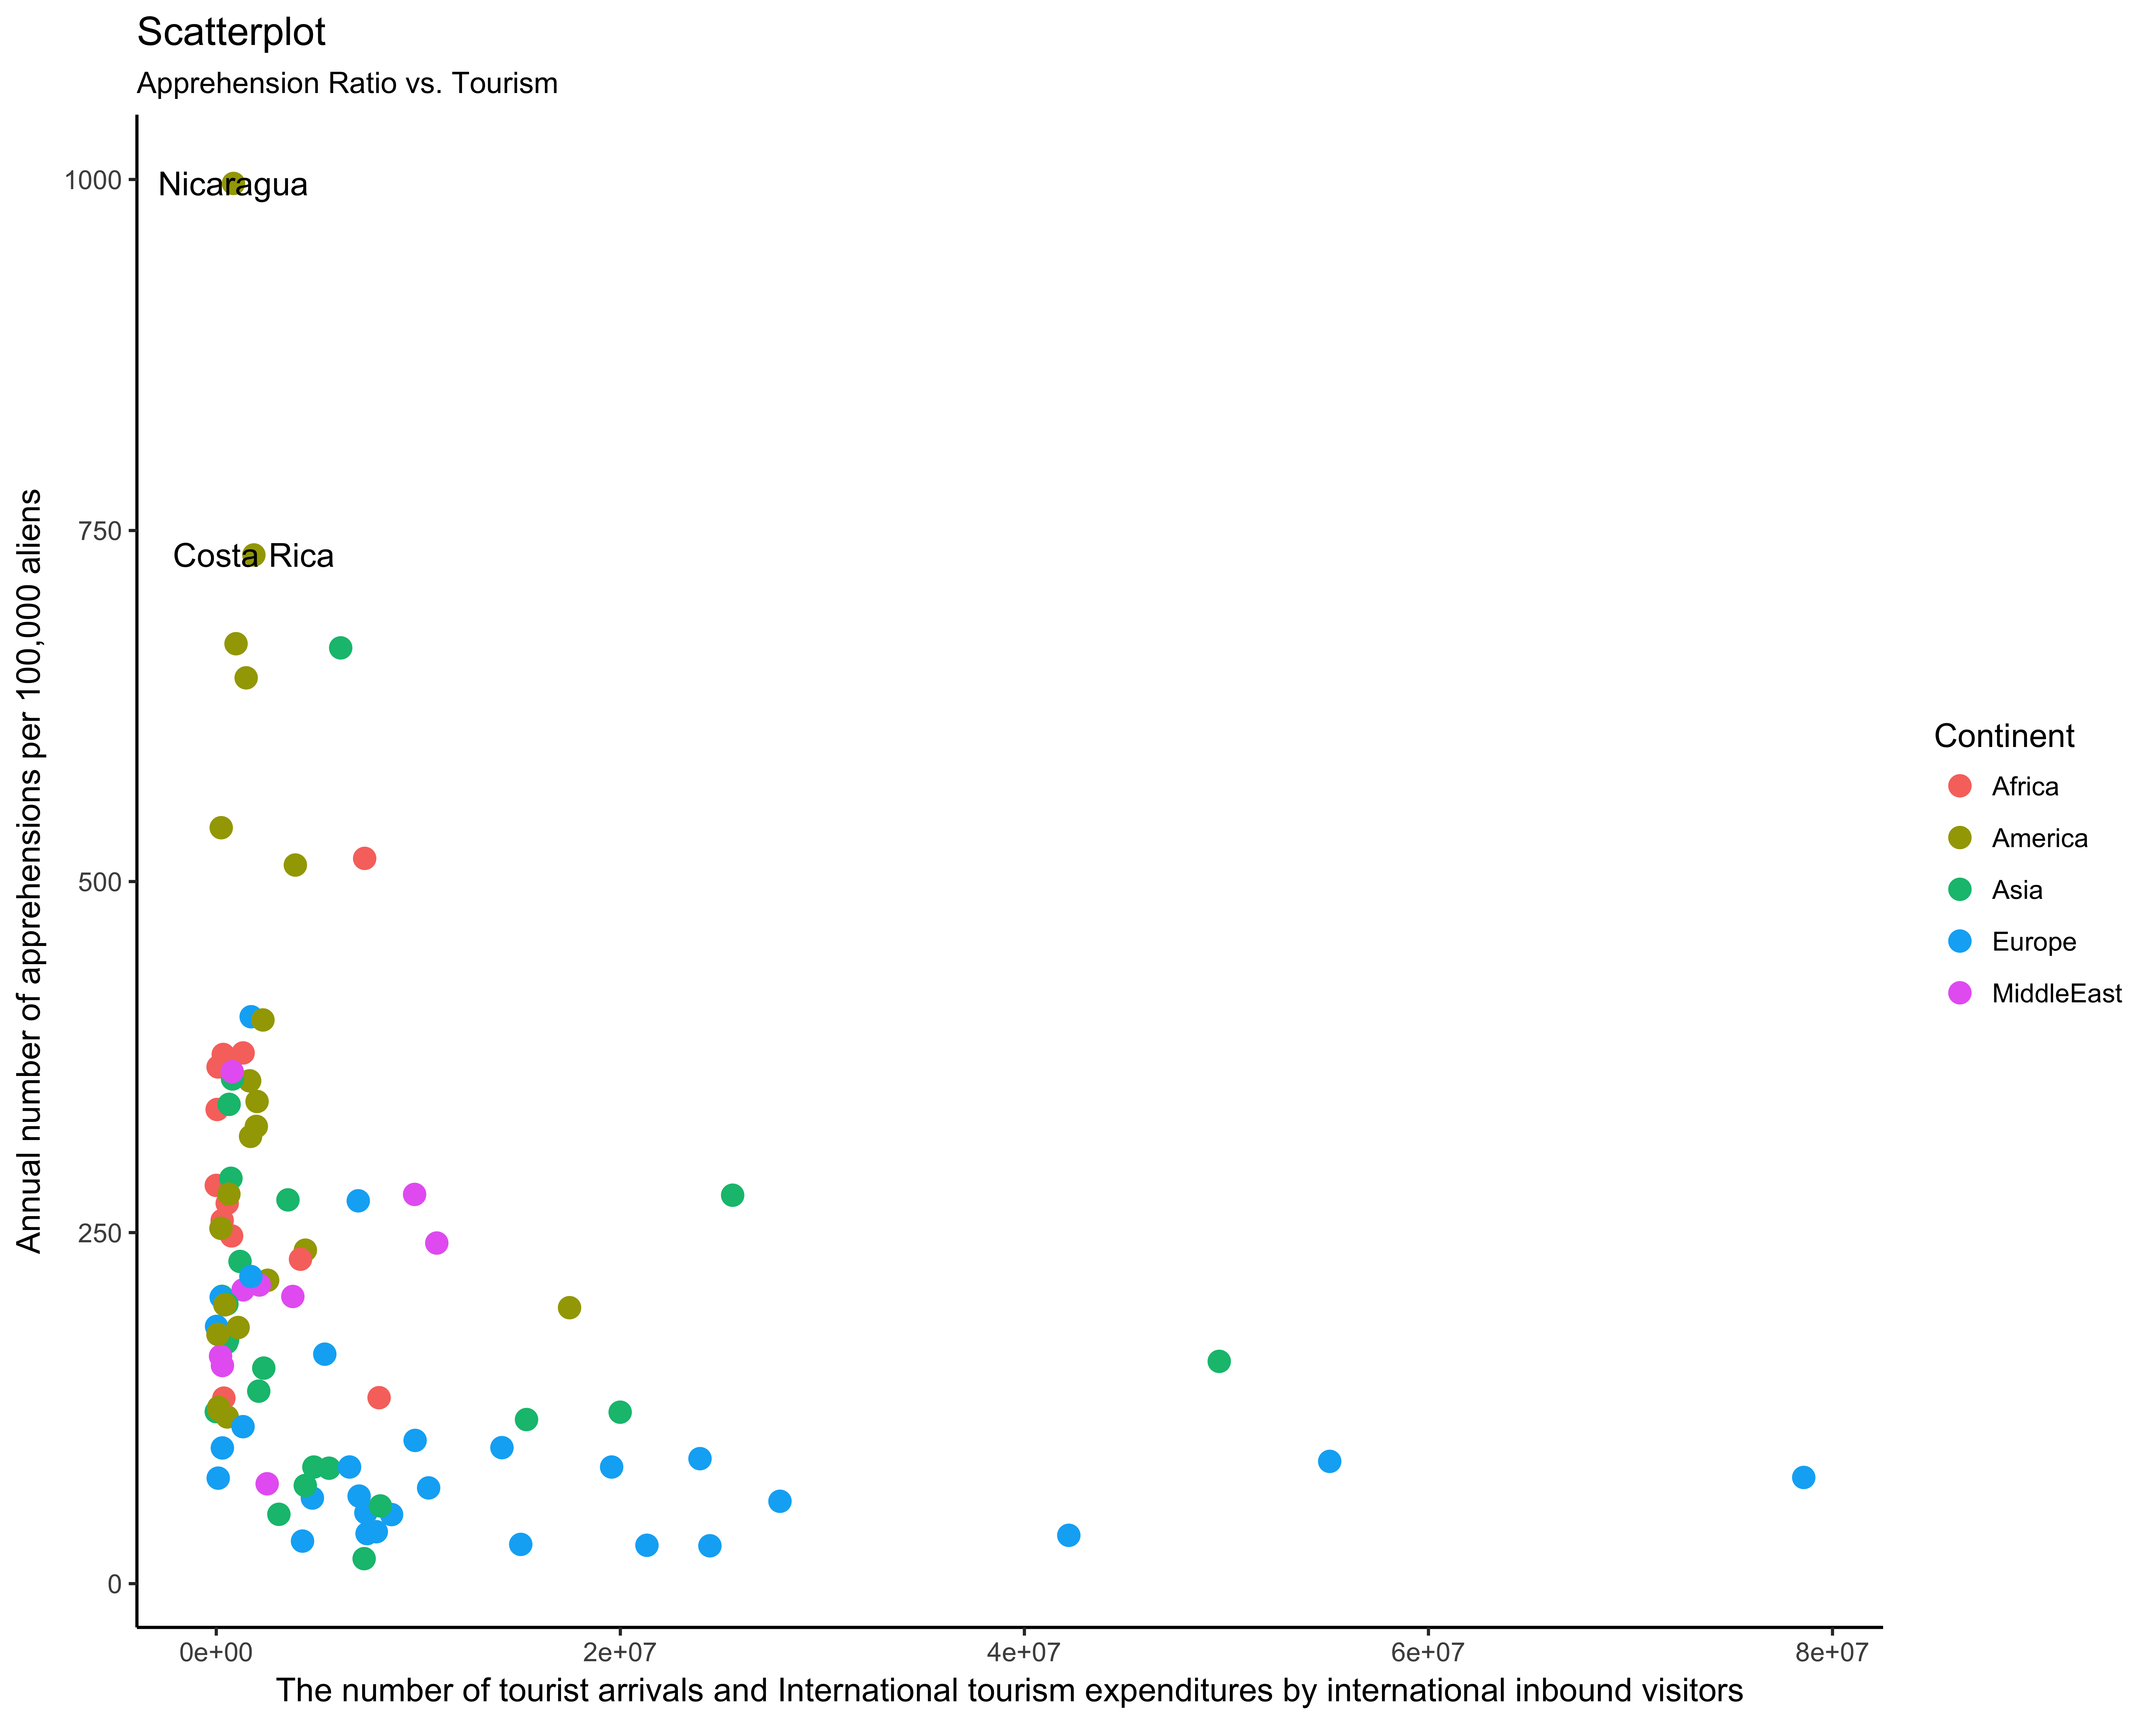 Scatterplot
Apprehension Ratio vs. Tourism
Annual number of apprehensions per 100,000 aliens
1000
750
500
250
0
Nicaragua
Costa Rica
0e+00
2e+07
4e+07
6e+07
8e+07
The number of tourist arrivals and International tourism expenditures by international inbound visitors
Continent
Africa
America
Asia
Europe
MiddleEast